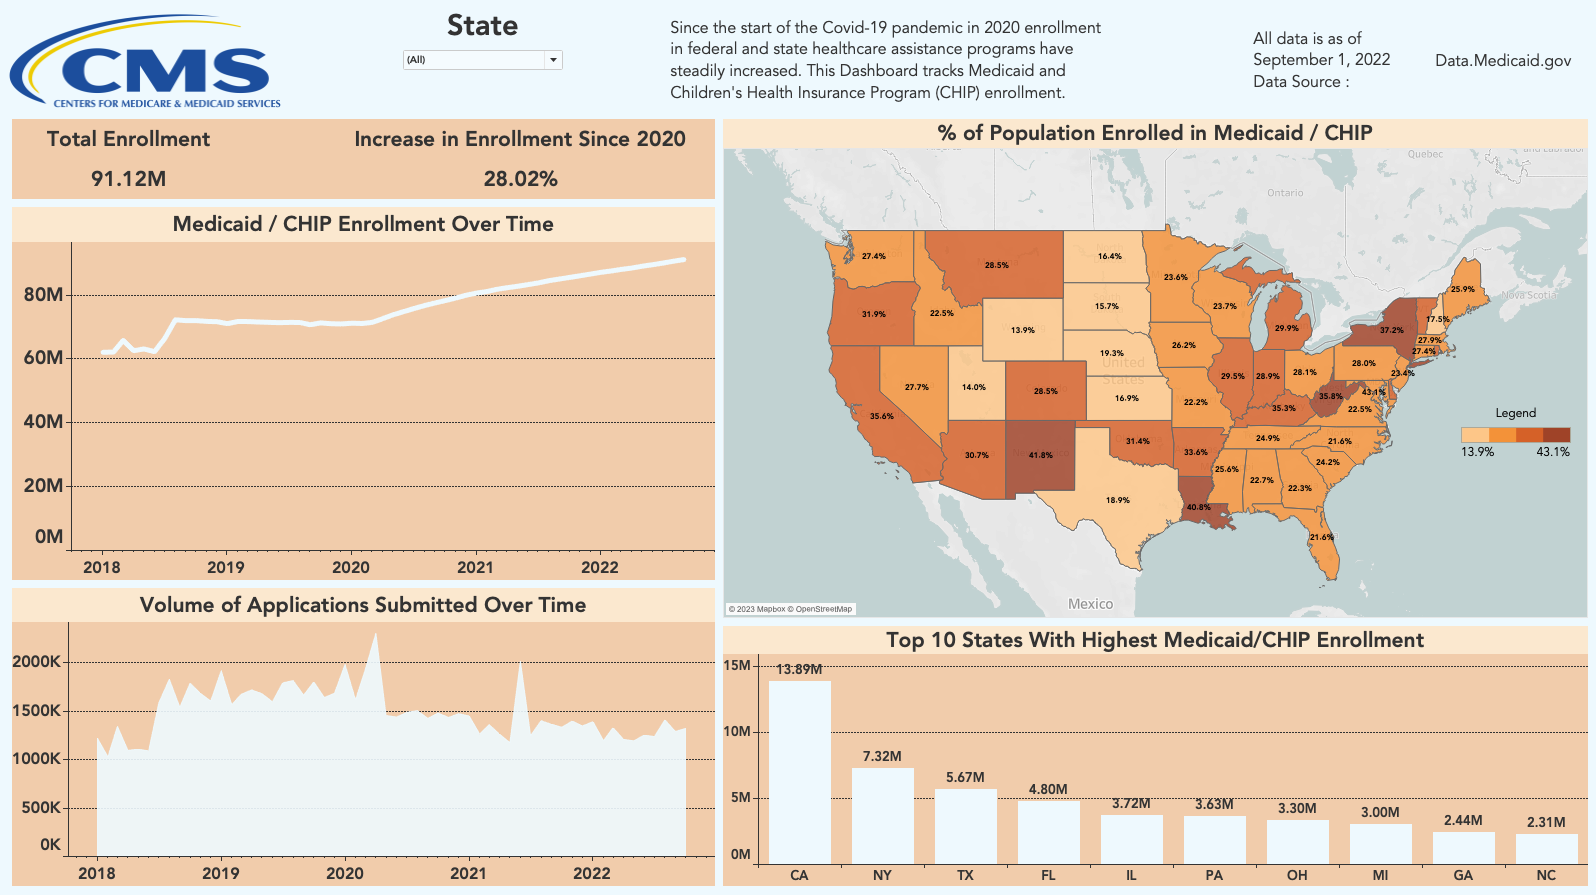 CMS
CENTERS FOR MEDICARE & MEDICAID SERVICES
State
(All)
Since the start of the Covid-19 pandemic in 2020 enrollment
in federal and state healthcare assistance programs have
steadily increased. This Dashboard tracks Medicaid and
Children's Health Insurance Program (CHIP) enrollment.
All data is as of
September 1, 2022
Data Source :
Data.Medicaid.gov
Total Enrollment
91.12M
Increase in Enrollment Since 2020
28.02%
Medicaid / CHIP Enrollment Over Time
80M
60M
40M
20M
0M
2018 2019 2020 2021 2022
Volume of Applications Submitted Over Time
2000K
1500K
1000K
500K
0K
2018 2019 2020 2021 2022
% of Population Enrolled in Medicaid / CHIP
Quebec
Ontario
Nova Scotia
United
States
Mexico
27.4%
28.5%
16.4%
23.6%
25.9%
31.9%
22.5%
13.9%
15.7%
23.7%
29.9%
37.2%
17.5%
27.9%
27.4%
19.3%
26.2%
28.0%
23.4%
27.7%
14.0%
28.5%
16.9%
22.2%
29.5%
28.9%
28.1%
35.8%
43.1%
35.6%
35.3%
22.5%
30.7%
41.8%
31.4%
33.6%
24.9%
21.6%
24.2%
18.9%
40.8%
25.6%
22.7%
22.3%
21.6%
Legend
13.9% 43.1%
© 2023 Mapbox © OpenStreetMap
Top 10 States With Highest Medicaid/CHIP Enrollment
15M
10M
5M
0M
13.89M
7.32M
5.67M
4.80M
3.72M
3.63M
3.30M
3.00M
2.44M
2.31M
CA NY TX FL IL PA OH MI GA NC